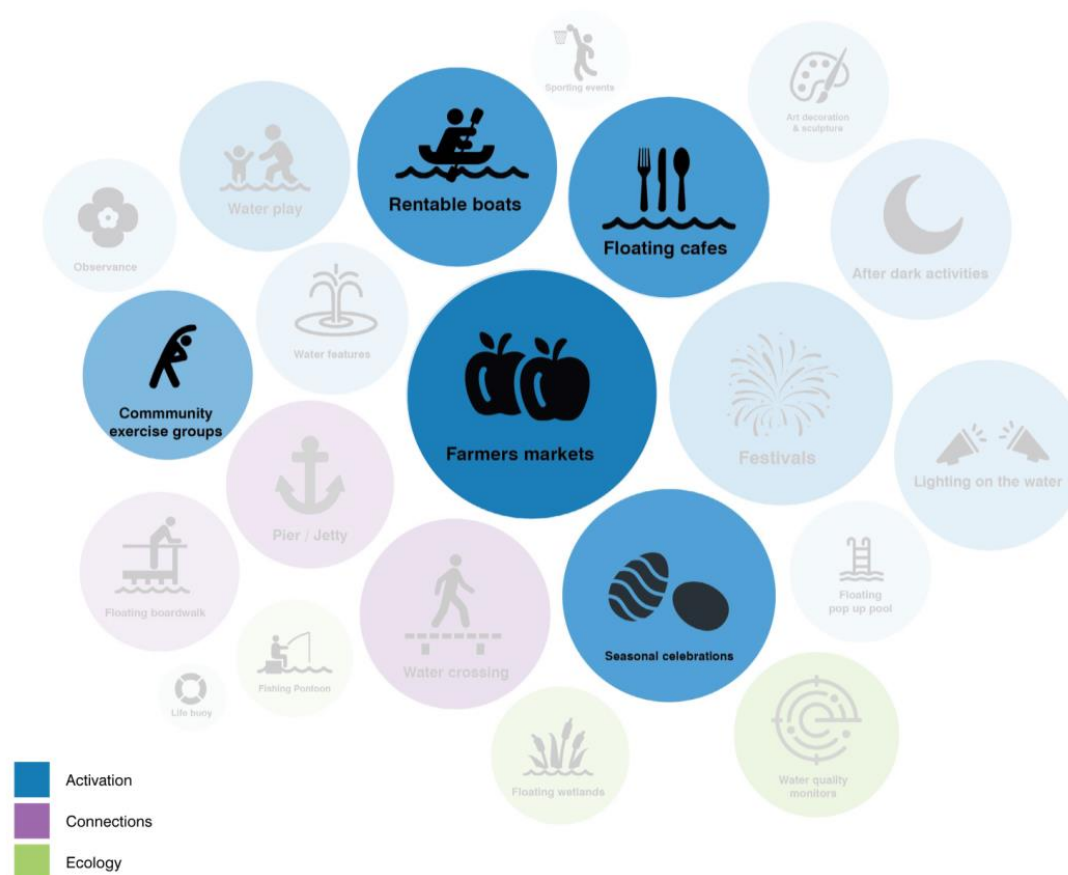 Sporting events
Art decoration
& sculpture
Rentable boats
Water play
Floating cafes
Observance
After dark activities
Water features
Commmunity
exercise groups
Farmers markets
Festivals
Lighting on the water
Pier / Jetty
Floating boardwalk
Water crossing
Seasonal celebrations
Floating
pop up pool
Fishing Pontoon
Life buoy
Floating wetlands
Water quality
monitors
Activation
Connections
Ecology